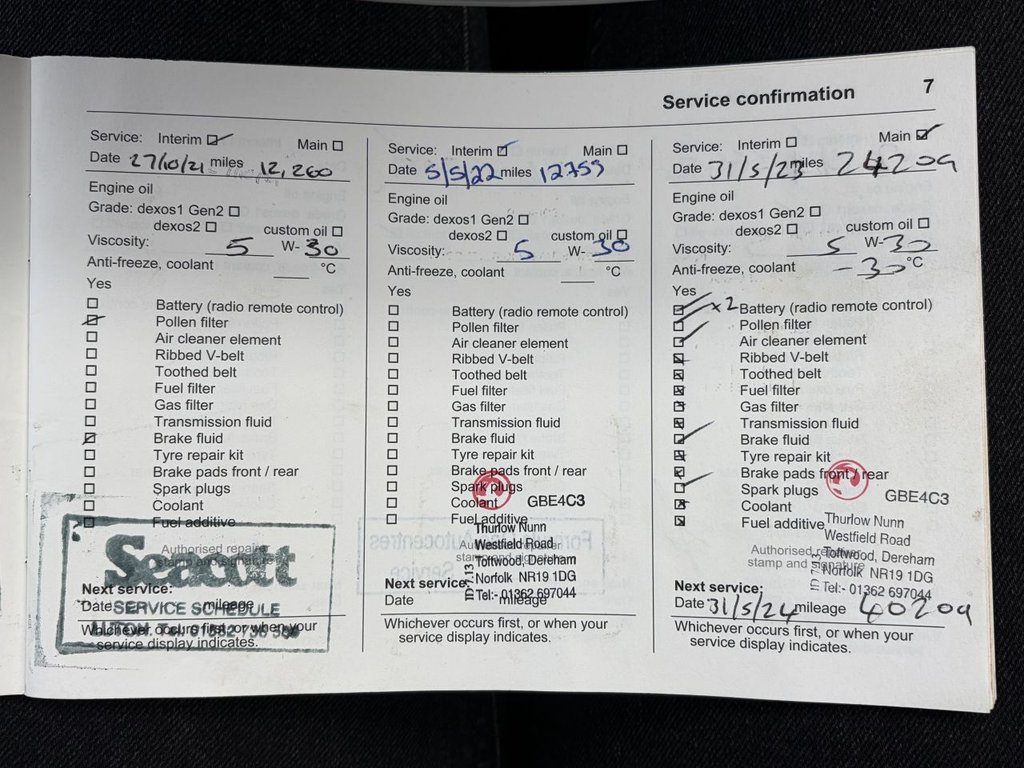 Service confirmation 7
Service: Interim Main
Date 27/10/21 miles 12,260
Engine oil
Grade: dexos1 Gen2
dexos2 custom oil
Viscosity: 5 W-30
Anti-freeze, coolant °C
Yes
Battery (radio remote control)
Pollen filter
Air cleaner element
Ribbed V-belt
Toothed belt
Fuel filter
Gas filter
Transmission fluid
Brake fluid
Tyre repair kit
Brake pads front / rear
Spark plugs
Coolant
Fuel additive
Authorised repairer
stamp and signature
Seacourt
Next service:
Date mileage
SERVICE SCHEDULE
Whichever occurs first, or when your
service display indicates.
Service: Interim Main
Date 5/5/22 miles 12753
Engine oil
Grade: dexos1 Gen2
dexos2 custom oil
Viscosity: 5 W-30
Anti-freeze, coolant °C
Yes
Battery (radio remote control)
Pollen filter
Air cleaner element
Ribbed V-belt
Toothed belt
Fuel filter
Gas filter
Transmission fluid
Brake fluid
Tyre repair kit
Brake pads front / rear
Spark plugs
Coolant GBE4C3
Fuel additive
Thurlow Nunn
Westfield Road
Authorised repairer
stamp and signature
Toftwood, Dereham
Norfolk NR19 1DG
Tel:- 01362 697044
Next service:
Date mileage
Whichever occurs first, or when your
service display indicates.
Service: Interim Main
Date 31/5/23 miles 24209
Engine oil
Grade: dexos1 Gen2
dexos2 custom oil
Viscosity: 5 W-30
Anti-freeze, coolant -30 °C
Yes
x2 Battery (radio remote control)
Pollen filter
Air cleaner element
Ribbed V-belt
Toothed belt
Fuel filter
Gas filter
Transmission fluid
Brake fluid
Tyre repair kit
Brake pads front / rear
Spark plugs GBE4C3
Coolant
Fuel additive
Thurlow Nunn
Westfield Road
Authorised repairer
stamp and signature
Toftwood, Dereham
Norfolk NR19 1DG
Tel:- 01362 697044
Next service:
Date 31/5/24 mileage 40209
Whichever occurs first, or when your
service display indicates.